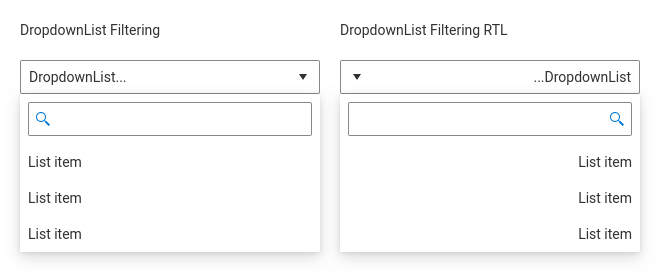 DropdownList Filtering
DropdownList...
List item
List item
List item
DropdownList Filtering RTL
...DropdownList
List item
List item
List item